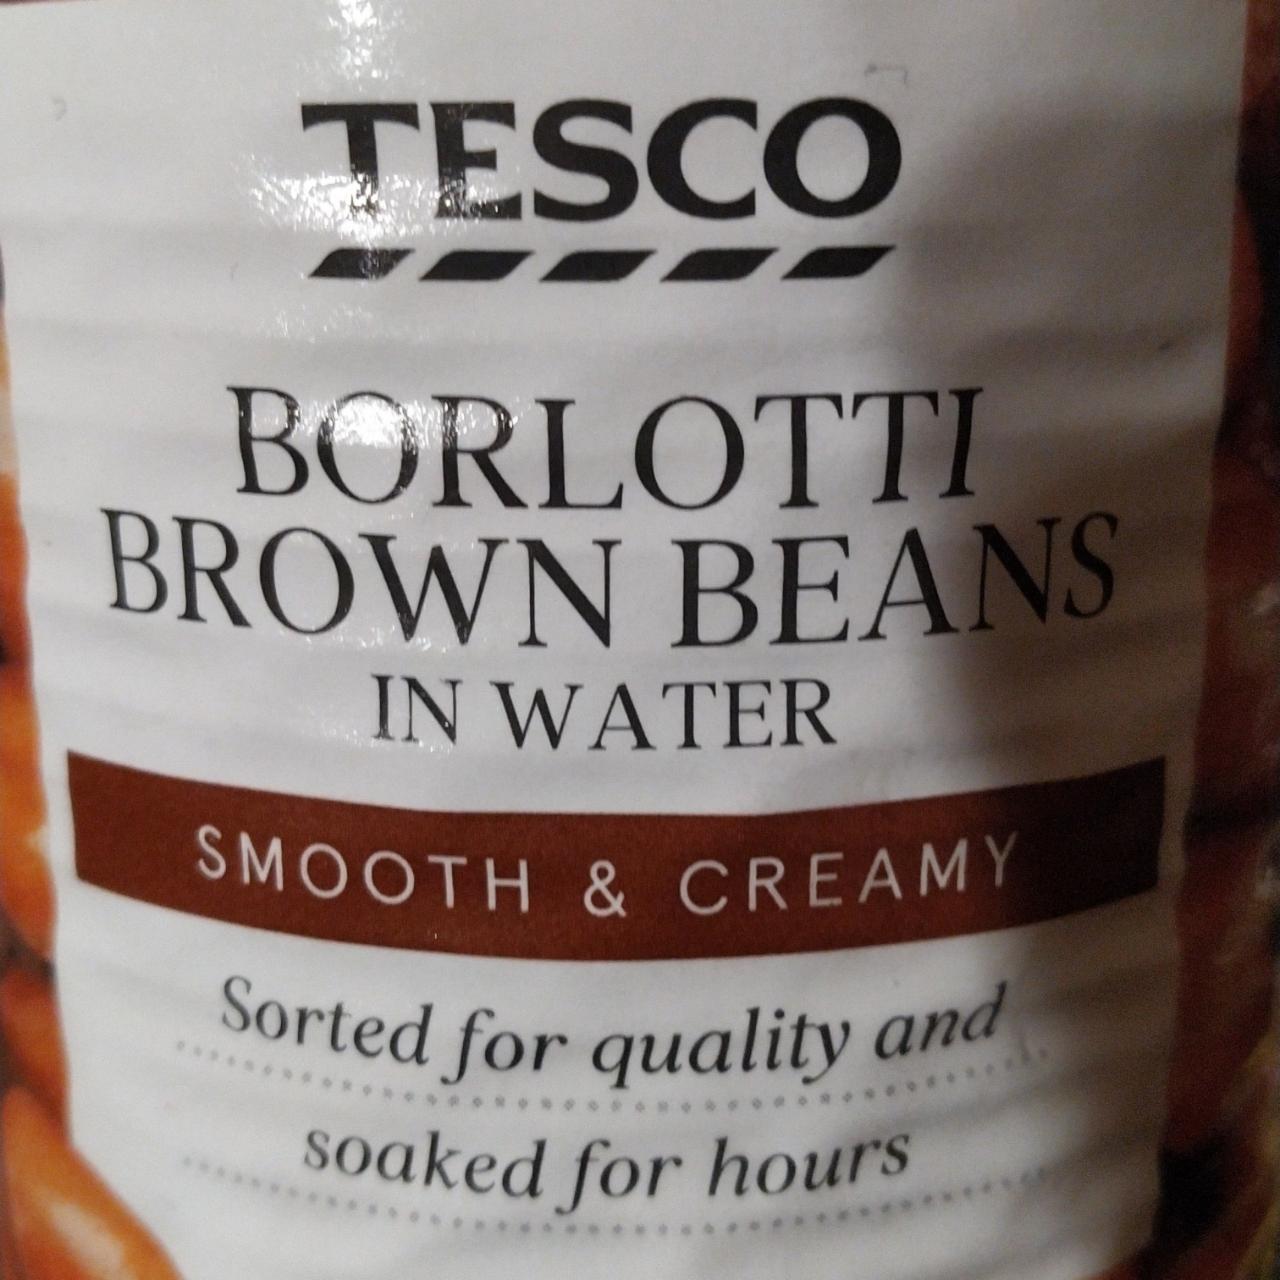 TESCO
BORLOTTI
BROWN BEANS
IN WATER
SMOOTH & CREAMY
Sorted for quality and
soaked for hours